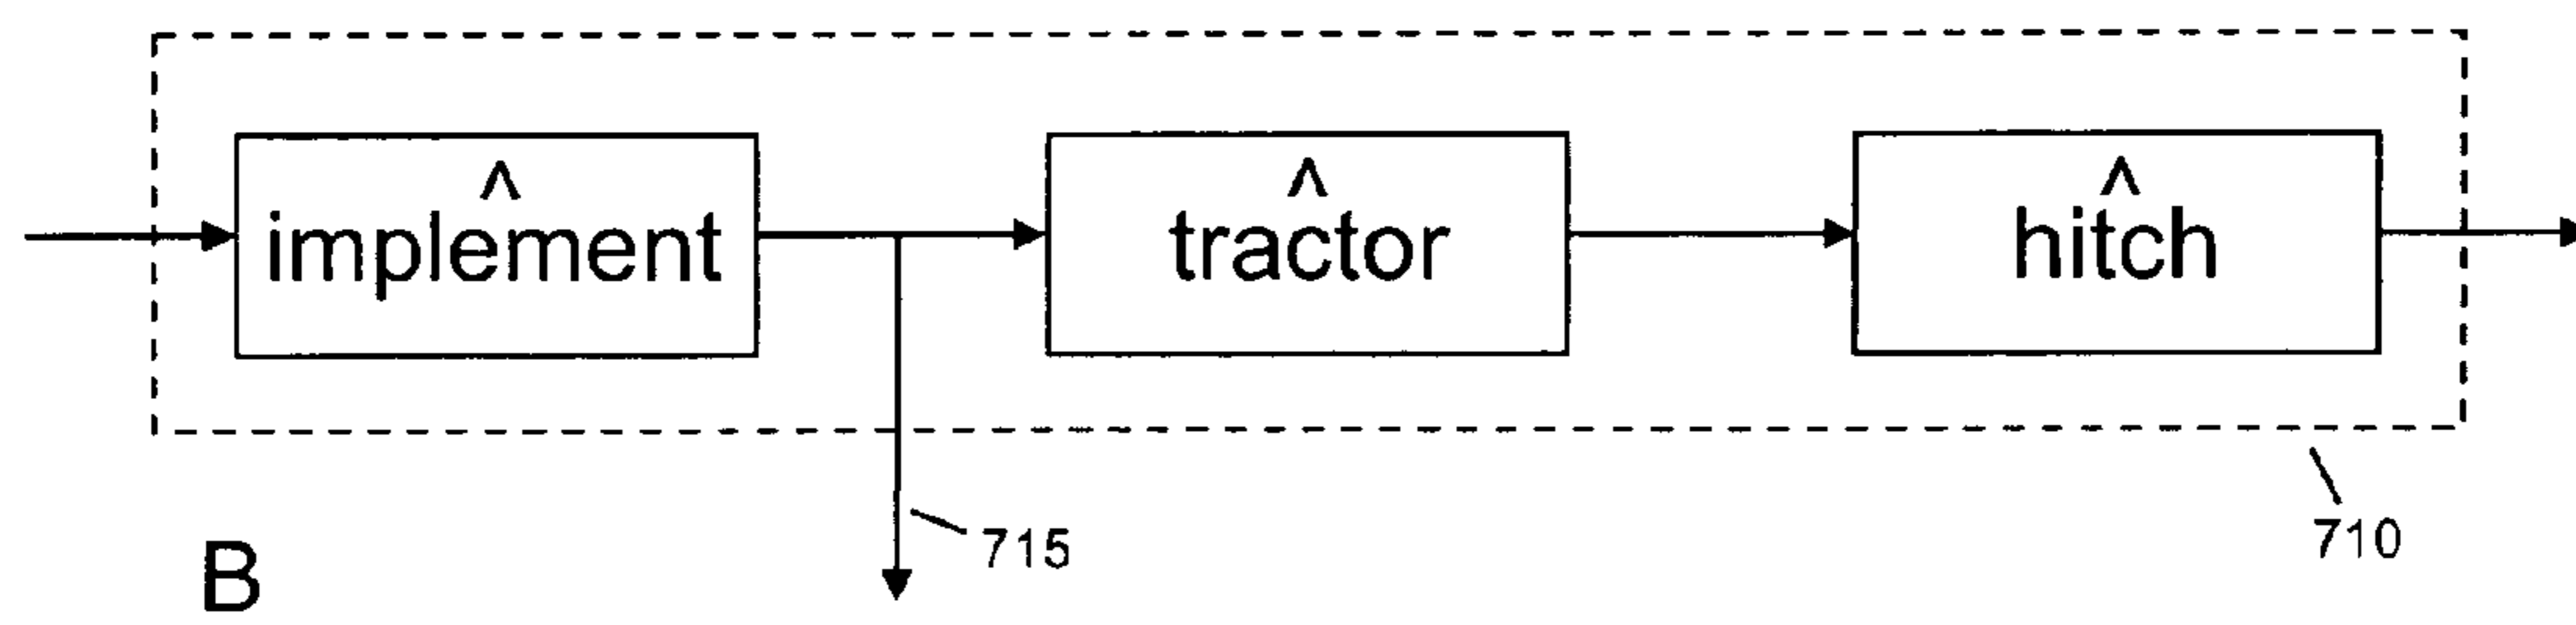 ^ ^ ^
implement tractor hitch
715
710
B